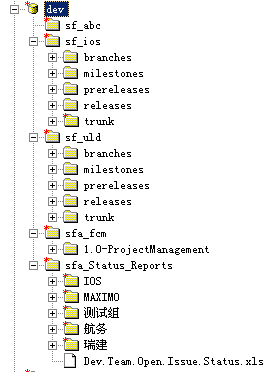 dev
sf_abc
sf_ios
branches
milestones
prereleases
releases
trunk
sf_uld
branches
milestones
prereleases
releases
trunk
sfa_fcm
1.0-ProjectManagement
sfa_Status_Reports
IOS
MAXIMO
测试组
航务
瑞建
Dev.Team.Open.Issue.Status.xls